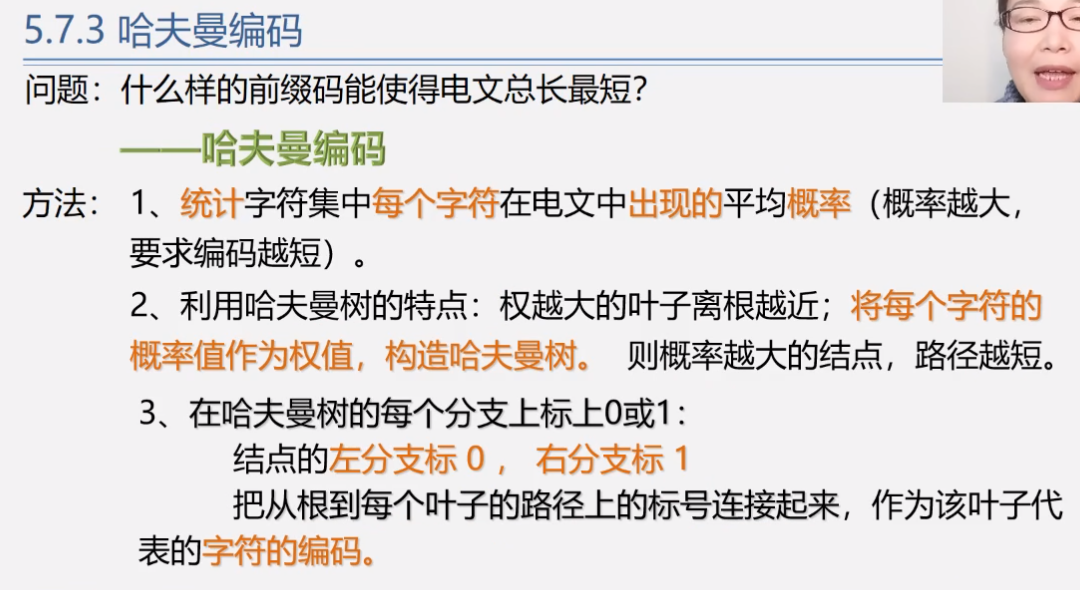 5.7.3 哈夫曼编码
问题：什么样的前缀码能使得电文总长最短？
——哈夫曼编码
方法： 1、统计字符集中每个字符在电文中出现的平均概率（概率越大，
要求编码越短）。
2、利用哈夫曼树的特点：权越大的叶子离根越近；将每个字符的
概率值作为权值，构造哈夫曼树。 则概率越大的结点，路径越短。
3、在哈夫曼树的每个分支上标上0或1：
结点的左分支标 0 ， 右分支标 1
把从根到每个叶子的路径上的标号连接起来，作为该叶子代
表的字符的编码。